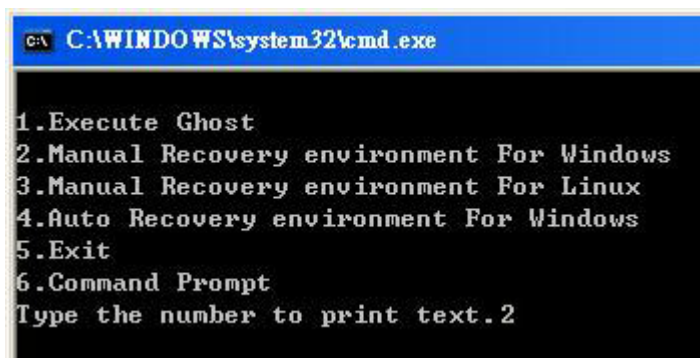 C:\WINDOWS\system32\cmd.exe
1.Execute Ghost
2.Manual Recovery environment For Windows
3.Manual Recovery environment For Linux
4.Auto Recovery environment For Windows
5.Exit
6.Command Prompt
Type the number to print text.2